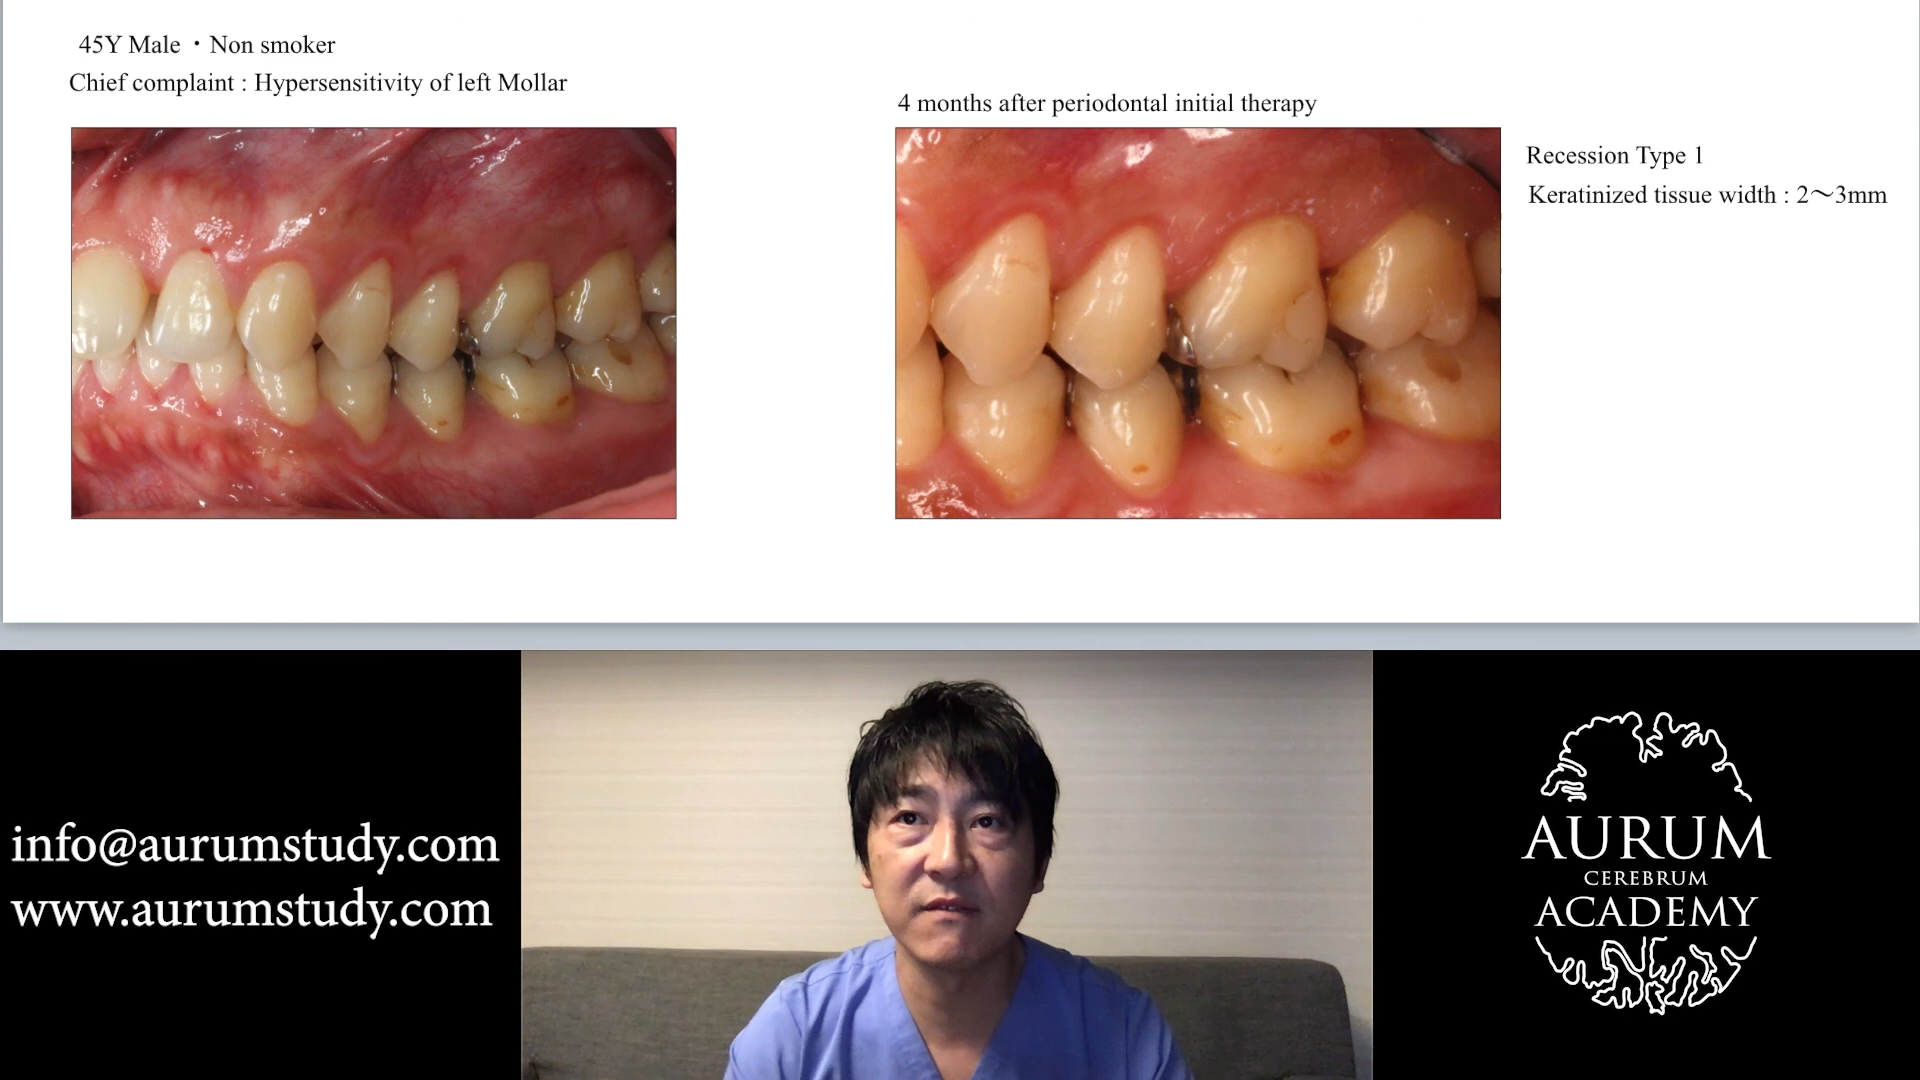 45Y Male・Non smoker
Chief complaint : Hypersensitivity of left Mollar
4 months after periodontal initial therapy
Recession Type 1
Keratinized tissue width : 2〜3mm
info@aurumstudy.com
www.aurumstudy.com
AURUM
CEREBRUM
ACADEMY